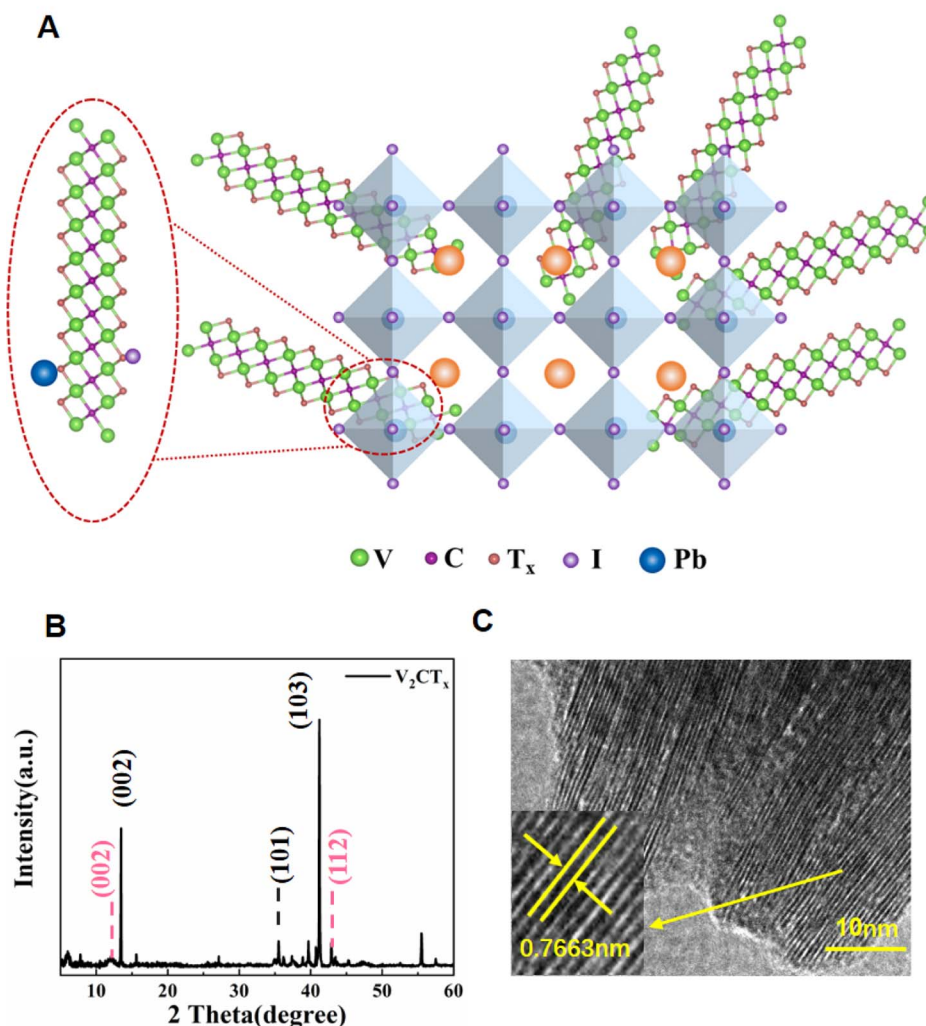 A
V C Tₓ I Pb
B
V₂CTₓ
(002)
(002)
(101)
(103)
(112)
Intensity(a.u.)
10 20 30 40 50 60
2 Theta(degree)
C
0.7663nm
10nm